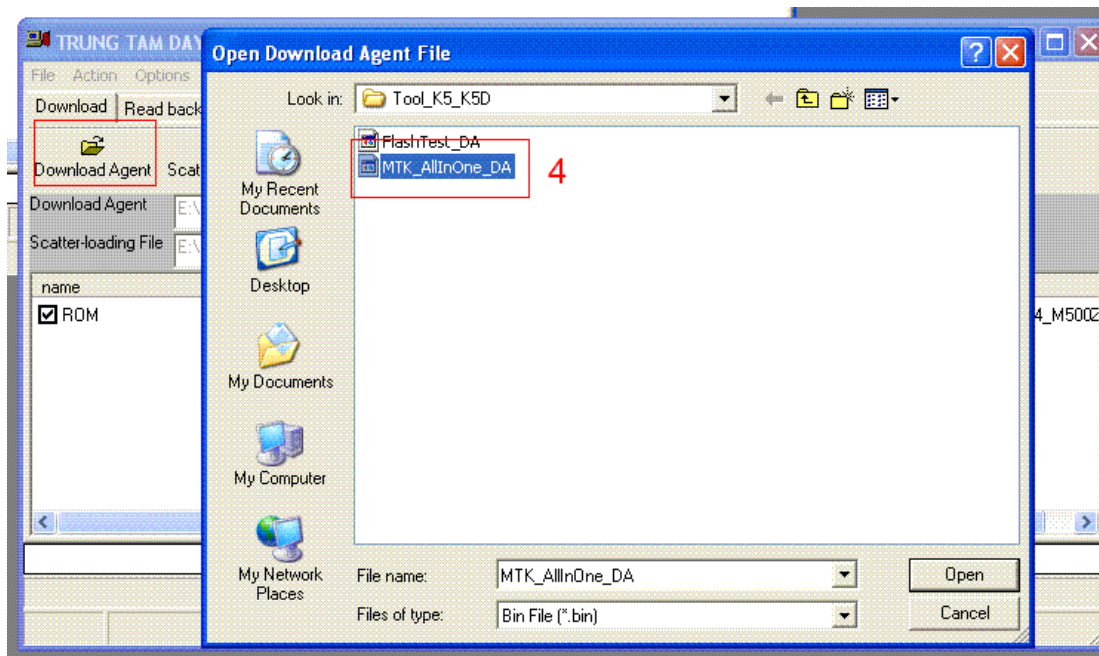 TRUNG TAM DAY
Open Download Agent File
File Action Options
Download Read back
Download Agent Scat
Download Agent E:\
Scatter-loading File E:\
name
ROM
4_M500Z
Look in: Tool_K5_K5D
FlashTest_DA
MTK_AllInOne_DA
4
My Recent
Documents
Desktop
My Documents
My Computer
My Network
Places
File name: MTK_AllInOne_DA Open
Files of type: Bin File (*.bin) Cancel